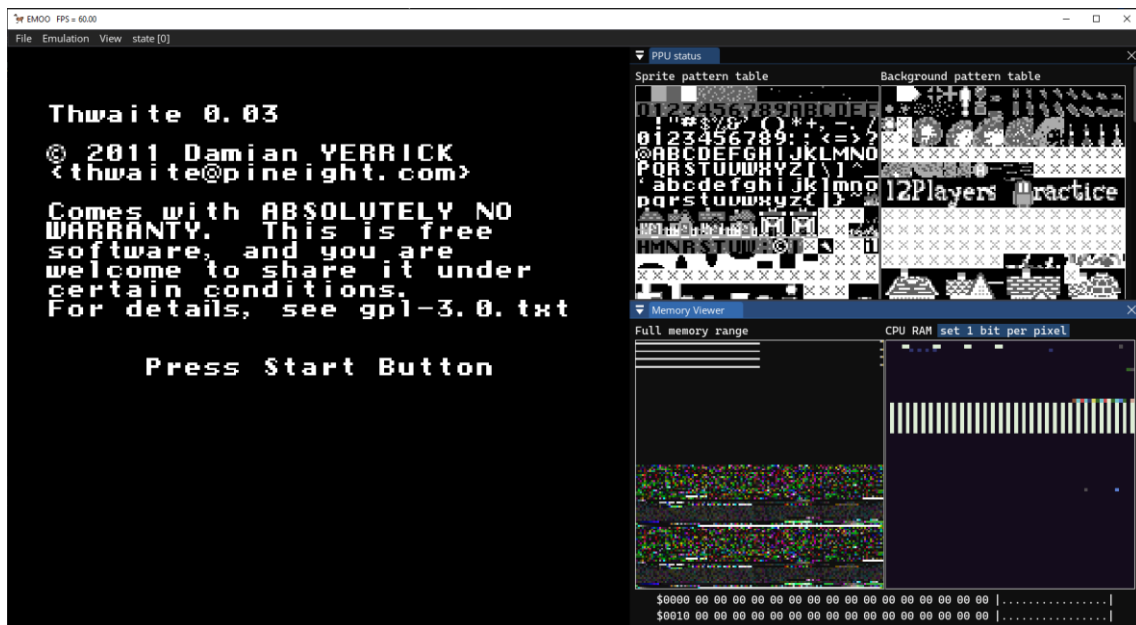 EMOO FPS = 60.00
File Emulation View state [0]
Thwaite 0.03
© 2011 Damian YERRICK
<thwaite@pineight.com>
Comes with ABSOLUTELY NO
WARRANTY. This is free
software, and you are
welcome to share it under
certain conditions.
For details, see gpl-3.0.txt
Press Start Button
PPU status
Sprite pattern table
0123456789ABCDEF
!"#$%&'()*+,-./
0123456789:;<=>?
@ABCDEFGHIJKLMNO
PQRSTUVWXYZ[\]^_
'abcdefghijklmno
pqrstuvwxyz{|}~
HMNRSTUW:©
Background pattern table
12Players ractice
Memory Viewer
Full memory range
CPU RAM set 1 bit per pixel
$0000 00 00 00 00 00 00 00 00 00 00 00 00 00 00 00 00 |................|
$0010 00 00 00 00 00 00 00 00 00 00 00 00 00 00 00 00 |................|